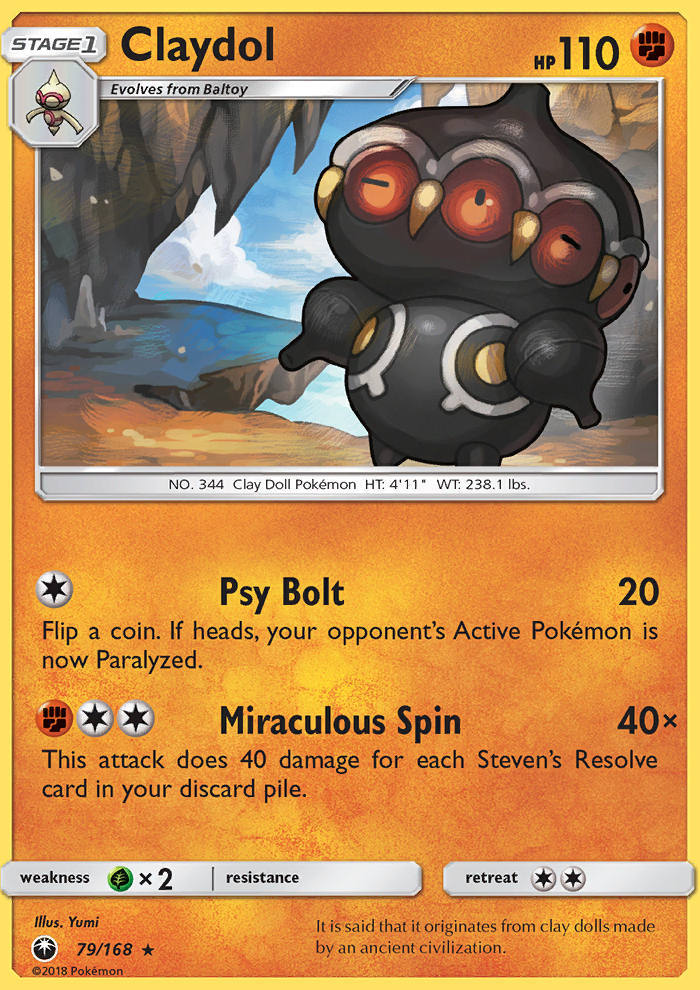 STAGE1
Claydol
HP110
Evolves from Baltoy
NO. 344 Clay Doll Pokémon HT: 4'11" WT: 238.1 lbs.
Psy Bolt 20
Flip a coin. If heads, your opponent's Active Pokémon is
now Paralyzed.
Miraculous Spin 40×
This attack does 40 damage for each Steven's Resolve
card in your discard pile.
weakness ×2 resistance retreat
Illus. Yumi
79/168 ★
©2018 Pokémon
It is said that it originates from clay dolls made
by an ancient civilization.